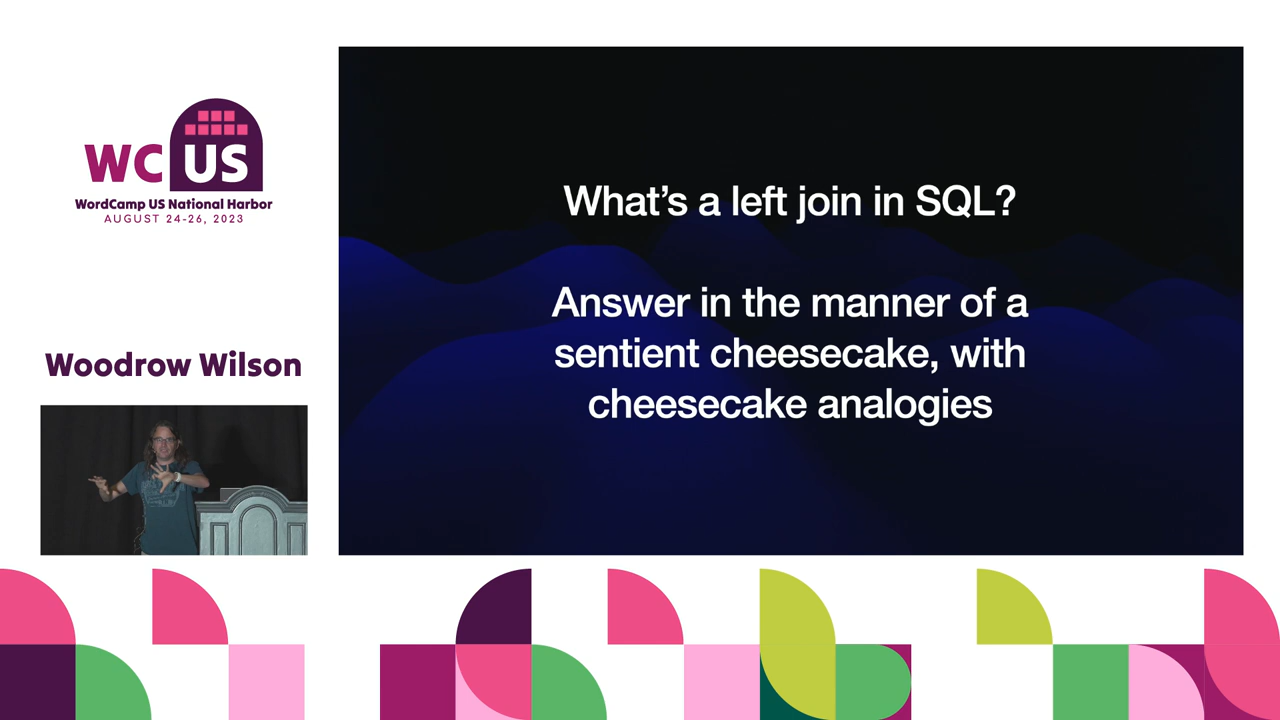 WC US
WordCamp US National Harbor
AUGUST 24-26, 2023
Woodrow Wilson
What’s a left join in SQL?
Answer in the manner of a
sentient cheesecake, with
cheesecake analogies